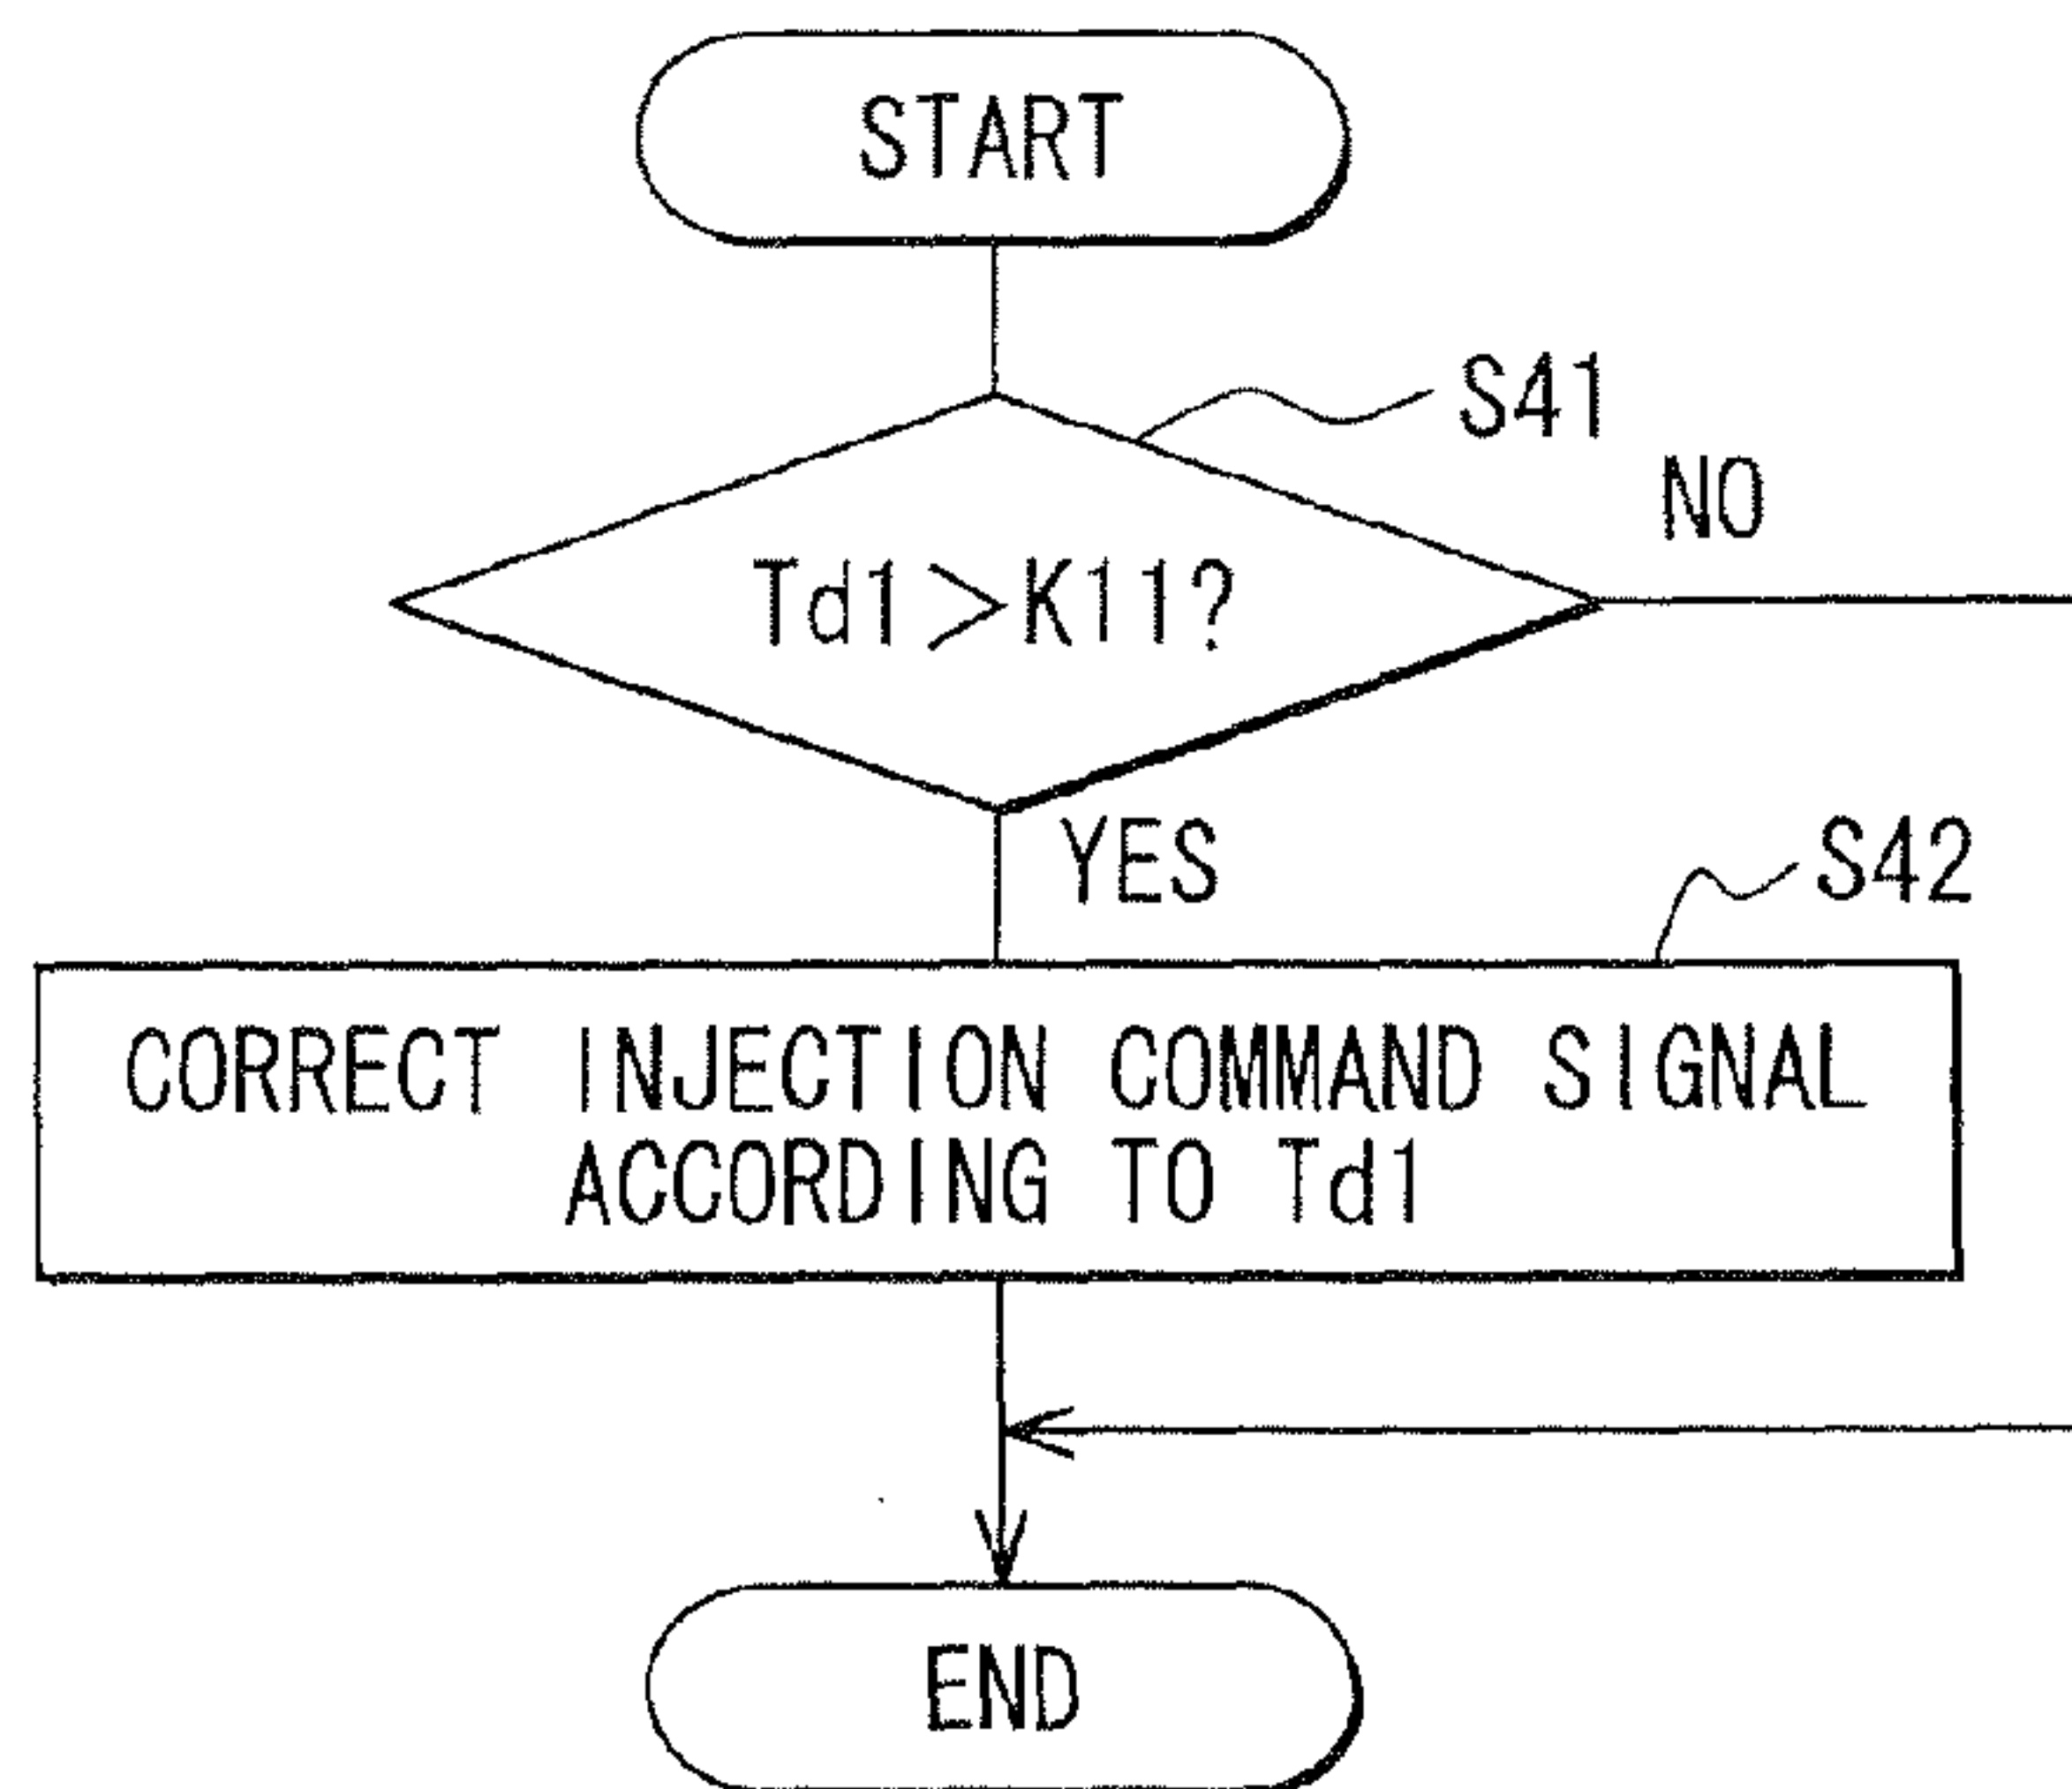 START
S41
NO
Td1>K11?
YES
S42
CORRECT INJECTION COMMAND SIGNAL
ACCORDING TO Td1
END